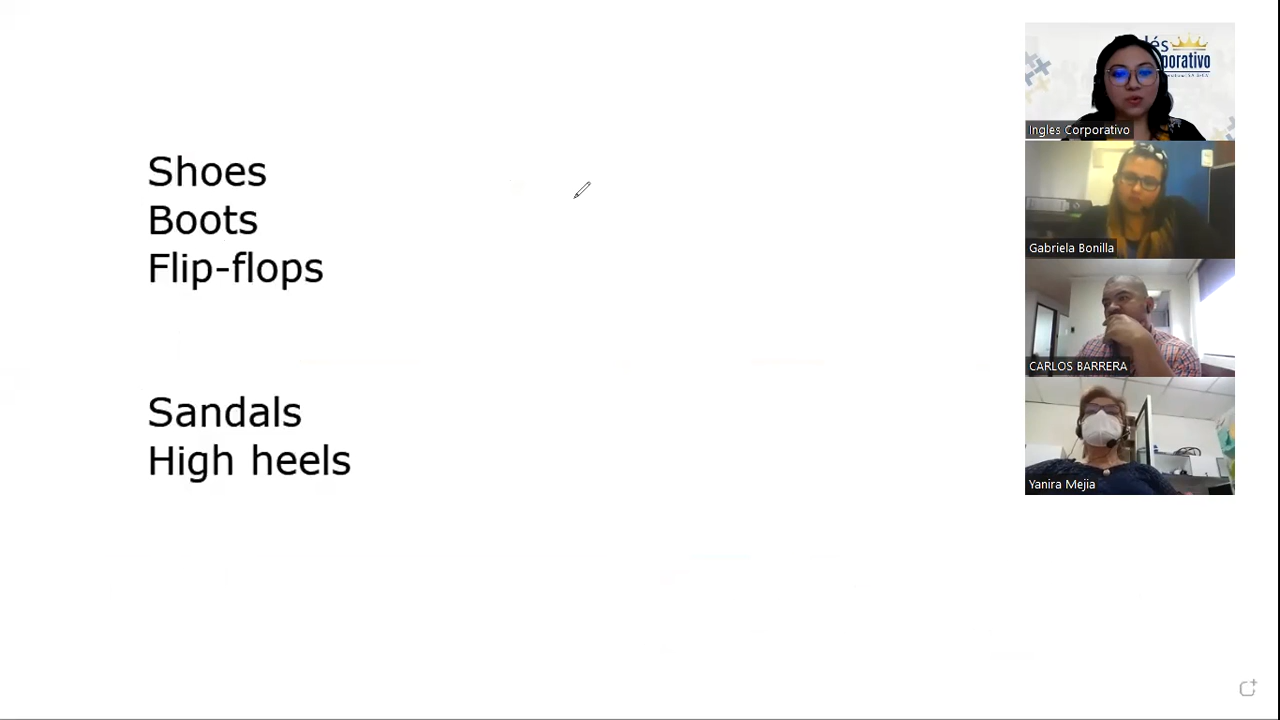 Shoes
Boots
Flip-flops
Sandals
High heels
Ingles Corporativo
Gabriela Bonilla
CARLOS BARRERA
Yanira Mejia